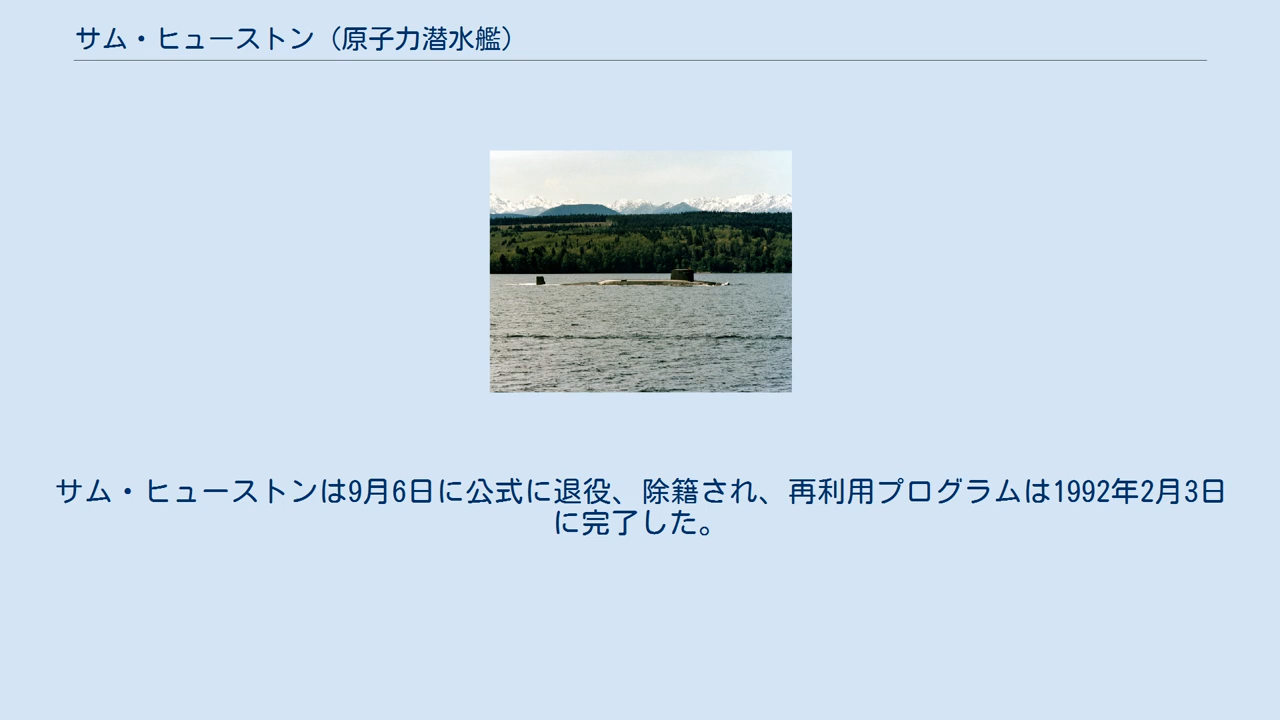 サム・ヒューストン（原子力潜水艦）
サム・ヒューストンは9月6日に公式に退役、除籍され、再利用プログラムは1992年2月3日
に完了した。